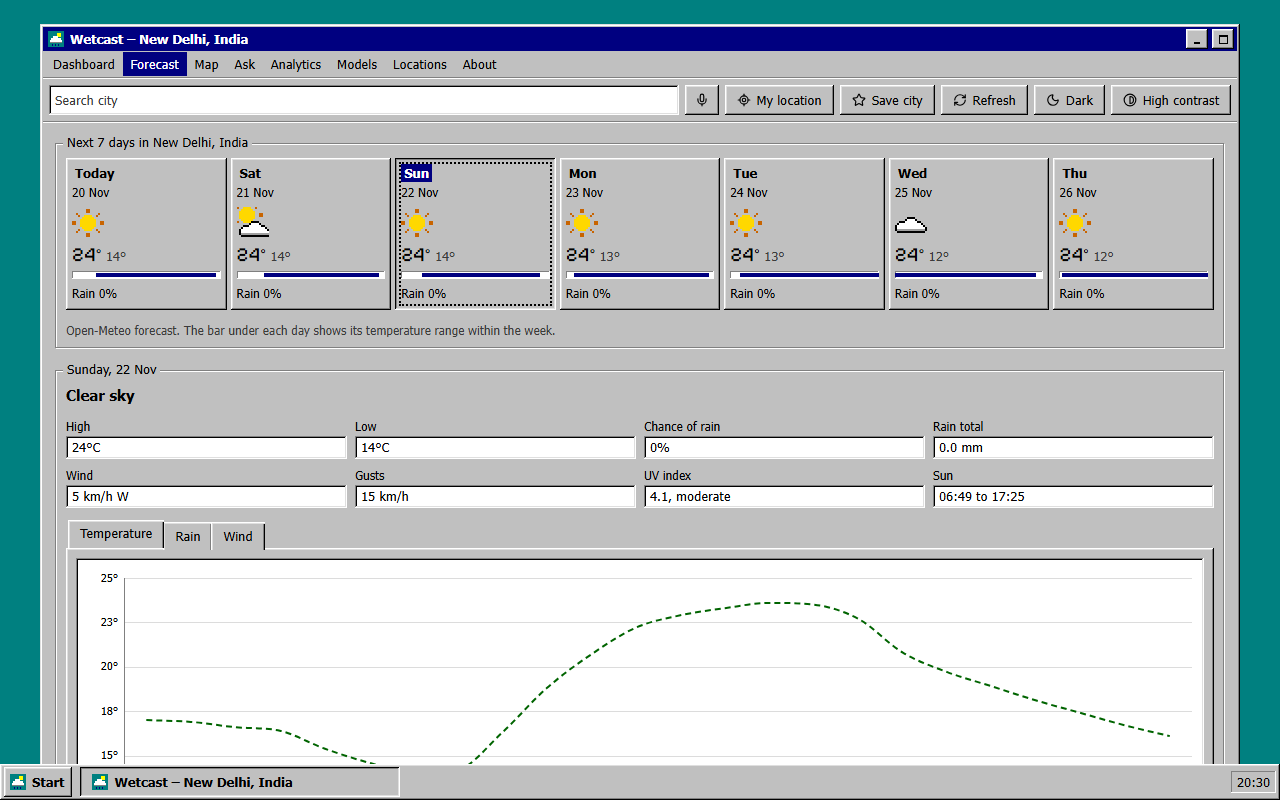 Wetcast – New Delhi, India
Dashboard Forecast Map Ask Analytics Models Locations About
Search city My location Save city Refresh Dark High contrast
Next 7 days in New Delhi, India
Today Sat Sun Mon Tue Wed Thu
20 Nov 21 Nov 22 Nov 23 Nov 24 Nov 25 Nov 26 Nov
24° 14° 24° 14° 24° 14° 24° 13° 24° 13° 24° 12° 24° 12°
Rain 0% Rain 0% Rain 0% Rain 0% Rain 0% Rain 0% Rain 0%
Open-Meteo forecast. The bar under each day shows its temperature range within the week.
Sunday, 22 Nov
Clear sky
High Low Chance of rain Rain total
24°C 14°C 0% 0.0 mm
Wind Gusts UV index Sun
5 km/h W 15 km/h 4.1, moderate 06:49 to 17:25
Temperature Rain Wind
25°
23°
20°
18°
15°
Start Wetcast – New Delhi, India 20:30